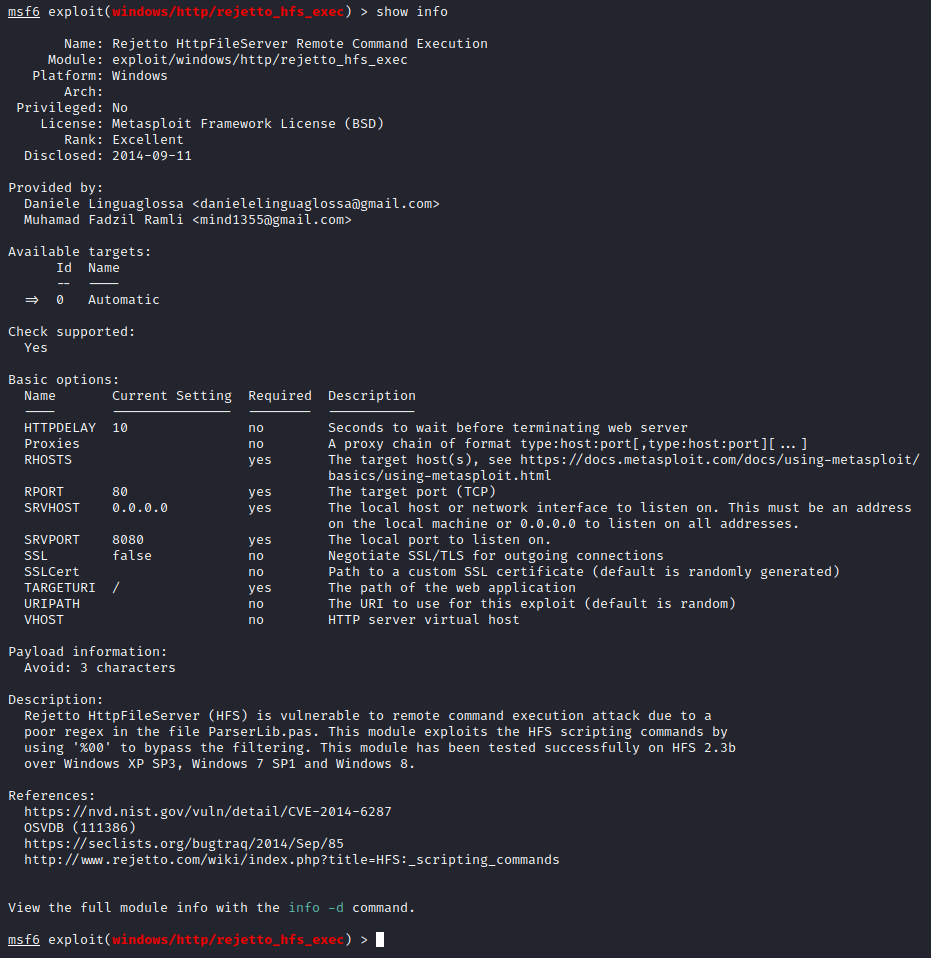 msf6 exploit(windows/http/rejetto_hfs_exec) > show info

       Name: Rejetto HttpFileServer Remote Command Execution
     Module: exploit/windows/http/rejetto_hfs_exec
   Platform: Windows
       Arch:
 Privileged: No
    License: Metasploit Framework License (BSD)
       Rank: Excellent
  Disclosed: 2014-09-11

Provided by:
  Daniele Linguaglossa <danielelinguaglossa@gmail.com>
  Muhamad Fadzil Ramli <mind1355@gmail.com>

Available targets:
      Id  Name
      --  ----
  =>  0   Automatic

Check supported:
  Yes

Basic options:
  Name       Current Setting  Required  Description
  ----       ---------------  --------  -----------
  HTTPDELAY  10               no        Seconds to wait before terminating web server
  Proxies                     no        A proxy chain of format type:host:port[,type:host:port][...]
  RHOSTS                      yes       The target host(s), see https://docs.metasploit.com/docs/using-metasploit/
                                        basics/using-metasploit.html
  RPORT      80               yes       The target port (TCP)
  SRVHOST    0.0.0.0          yes       The local host or network interface to listen on. This must be an address
                                        on the local machine or 0.0.0.0 to listen on all addresses.
  SRVPORT    8080             yes       The local port to listen on.
  SSL        false            no        Negotiate SSL/TLS for outgoing connections
  SSLCert                     no        Path to a custom SSL certificate (default is randomly generated)
  TARGETURI  /                yes       The path of the web application
  URIPATH                     no        The URI to use for this exploit (default is random)
  VHOST                       no        HTTP server virtual host

Payload information:
  Avoid: 3 characters

Description:
  Rejetto HttpFileServer (HFS) is vulnerable to remote command execution attack due to a
  poor regex in the file ParserLib.pas. This module exploits the HFS scripting commands by
  using '%00' to bypass the filtering. This module has been tested successfully on HFS 2.3b
  over Windows XP SP3, Windows 7 SP1 and Windows 8.

References:
  https://nvd.nist.gov/vuln/detail/CVE-2014-6287
  OSVDB (111386)
  https://seclists.org/bugtraq/2014/Sep/85
  http://www.rejetto.com/wiki/index.php?title=HFS:_scripting_commands


View the full module info with the info -d command.

msf6 exploit(windows/http/rejetto_hfs_exec) >